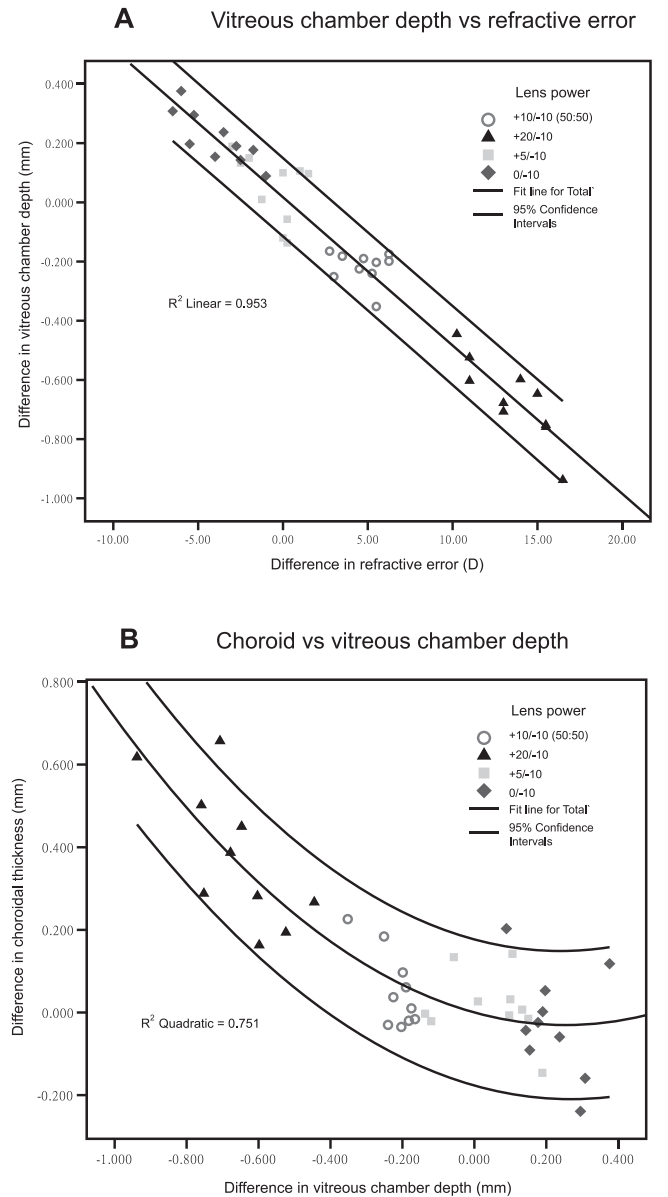 A Vitreous chamber depth vs refractive error
Difference in vitreous chamber depth (mm)
0.400
0.200
0.000
-0.200
-0.400
-0.600
-0.800
-1.000
Lens power
+10/-10 (50:50)
+20/-10
+5/-10
0/-10
Fit line for Total`
95% Confidence
Intervals
R² Linear = 0.953
-10.00 -5.00 0.00 5.00 10.00 15.00 20.00
Difference in refractive error (D)
B Choroid vs vitreous chamber depth
Difference in choroidal thickness (mm)
0.800
0.600
0.400
0.200
0.000
-0.200
Lens power
+10/-10 (50:50)
+20/-10
+5/-10
0/-10
Fit line for Total`
95% Confidence
Intervals
R² Quadratic = 0.751
-1.000 -0.800 -0.600 -0.400 -0.200 0.000 0.200 0.400
Difference in vitreous chamber depth (mm)